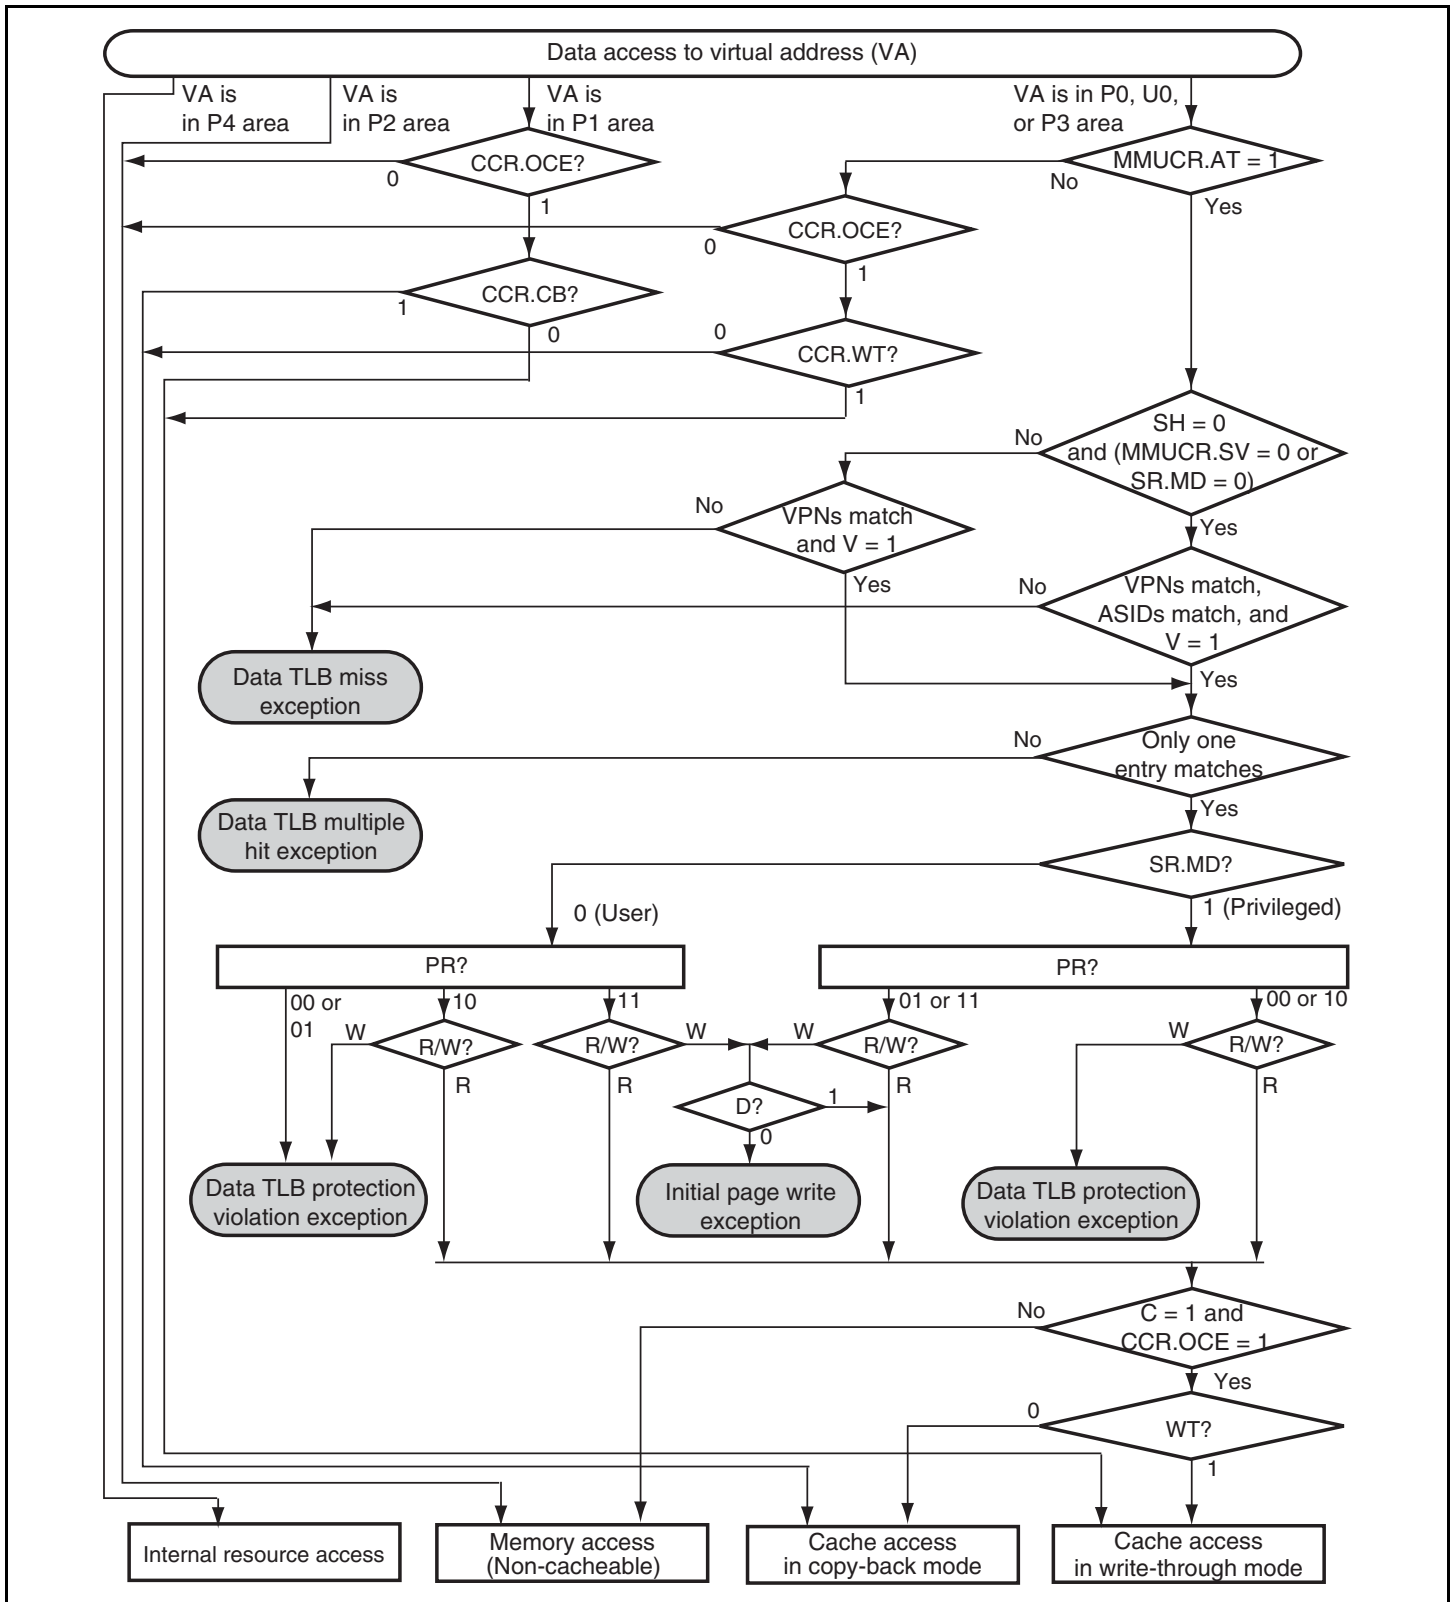 Data access to virtual address (VA)
VA is
in P4 area
VA is
in P2 area
VA is
in P1 area
VA is in P0, U0,
or P3 area
CCR.OCE?
0
1
MMUCR.AT = 1
No
Yes
CCR.OCE?
0
1
CCR.CB?
1
0
CCR.WT?
0
1
SH = 0
and (MMUCR.SV = 0 or
SR.MD = 0)
No
Yes
VPNs match
and V = 1
No
Yes
VPNs match,
ASIDs match, and
V = 1
No
Yes
Data TLB miss
exception
Only one
entry matches
No
Yes
Data TLB multiple
hit exception
SR.MD?
0 (User)
1 (Privileged)
PR?
PR?
00 or
01
10
11
01 or 11
00 or 10
W
R/W?
R
R/W?
W
R
W
R/W?
R
W
R/W?
R
D?
1
0
Data TLB protection
violation exception
Initial page write
exception
Data TLB protection
violation exception
C = 1 and
CCR.OCE = 1
No
Yes
WT?
0
1
Internal resource access
Memory access
(Non-cacheable)
Cache access
in copy-back mode
Cache access
in write-through mode